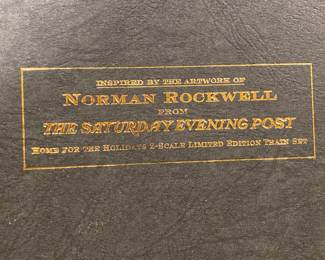 INSPIRED BY THE ARTWORK OF
NORMAN ROCKWELL
FROM
THE SATURDAY EVENING POST
HOME FOR THE HOLIDAYS Z-SCALE LIMITED EDITION TRAIN SET